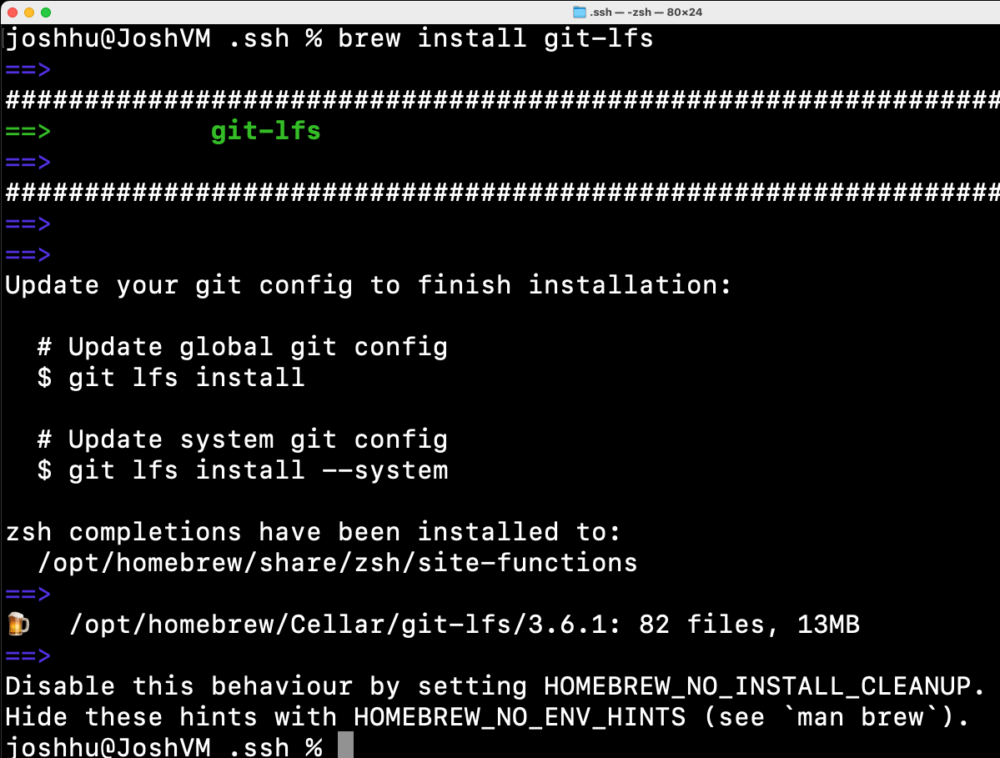 .ssh — -zsh — 80×24
joshhu@JoshVM .ssh % brew install git-lfs
==>
###############################################################
==> git-lfs
==>
###############################################################
==>
==>
Update your git config to finish installation:
# Update global git config
$ git lfs install
# Update system git config
$ git lfs install --system
zsh completions have been installed to:
/opt/homebrew/share/zsh/site-functions
==>
🍺 /opt/homebrew/Cellar/git-lfs/3.6.1: 82 files, 13MB
==>
Disable this behaviour by setting HOMEBREW_NO_INSTALL_CLEANUP.
Hide these hints with HOMEBREW_NO_ENV_HINTS (see `man brew`).
joshhu@JoshVM .ssh %